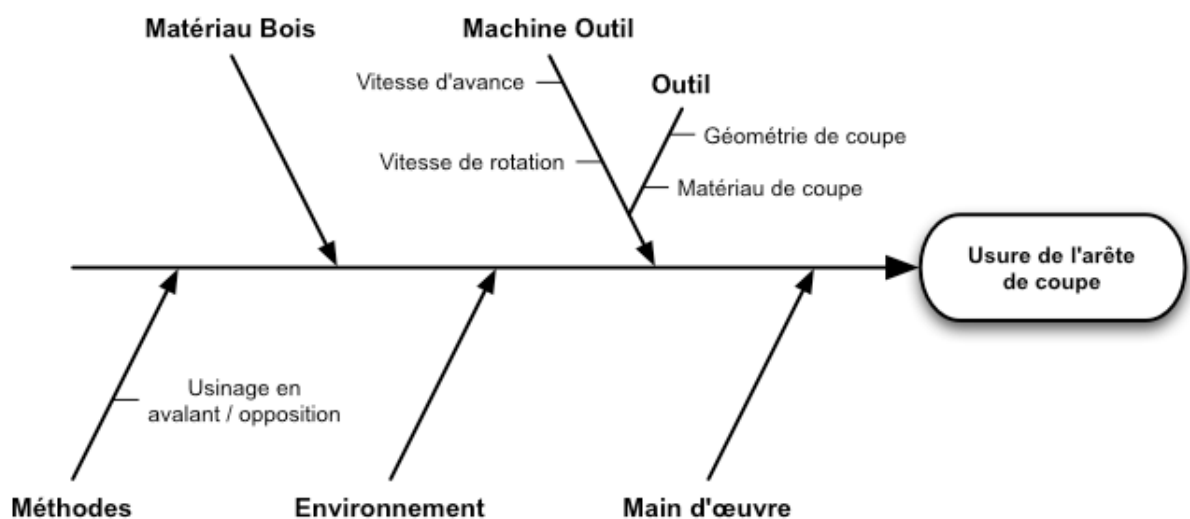 Matériau Bois
Machine Outil
Vitesse d'avance
Outil
Géométrie de coupe
Vitesse de rotation
Matériau de coupe
Usure de l'arête
de coupe
Usinage en
avalant / opposition
Méthodes
Environnement
Main d'œuvre